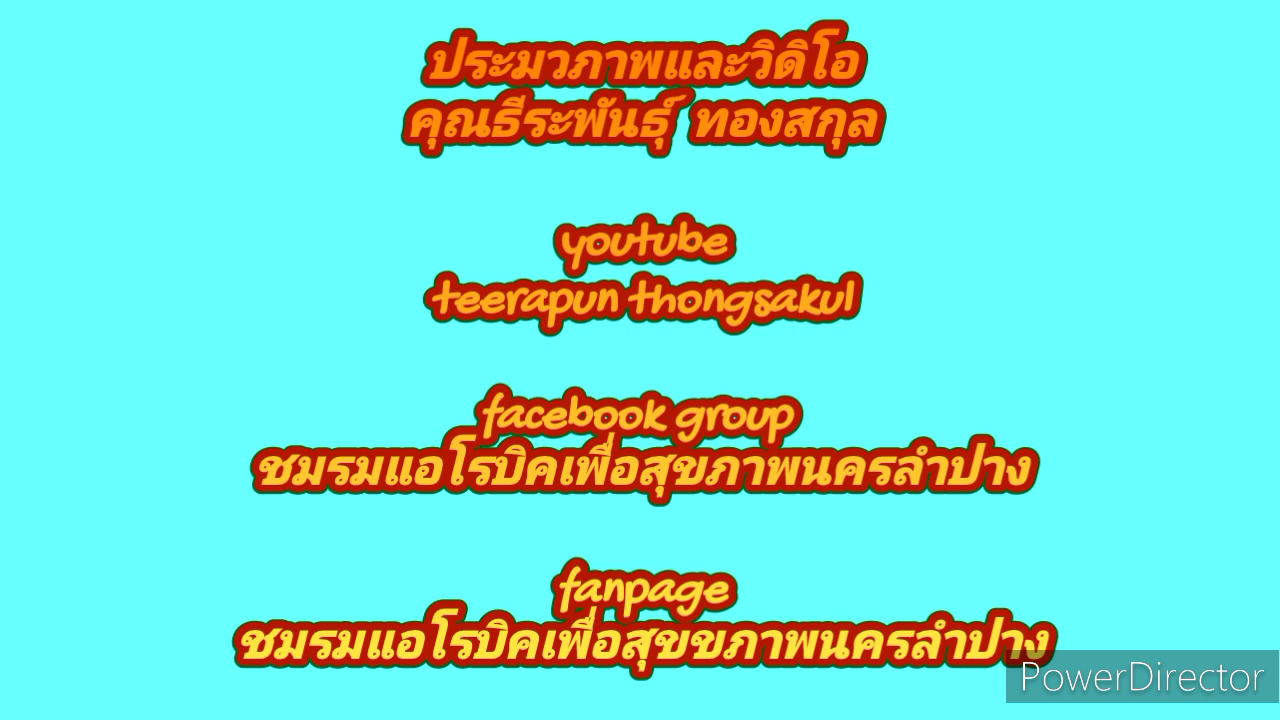 ประมวภาพและวิดิโอ
คุณธีระพันธุ์ ทองสกุล
youtube
teerapun thongsakul
facebook group
ชมรมแอโรบิคเพื่อสุขภาพนครลำปาง
fanpage
ชมรมแอโรบิคเพื่อสุขขภาพนครลำปาง
PowerDirector